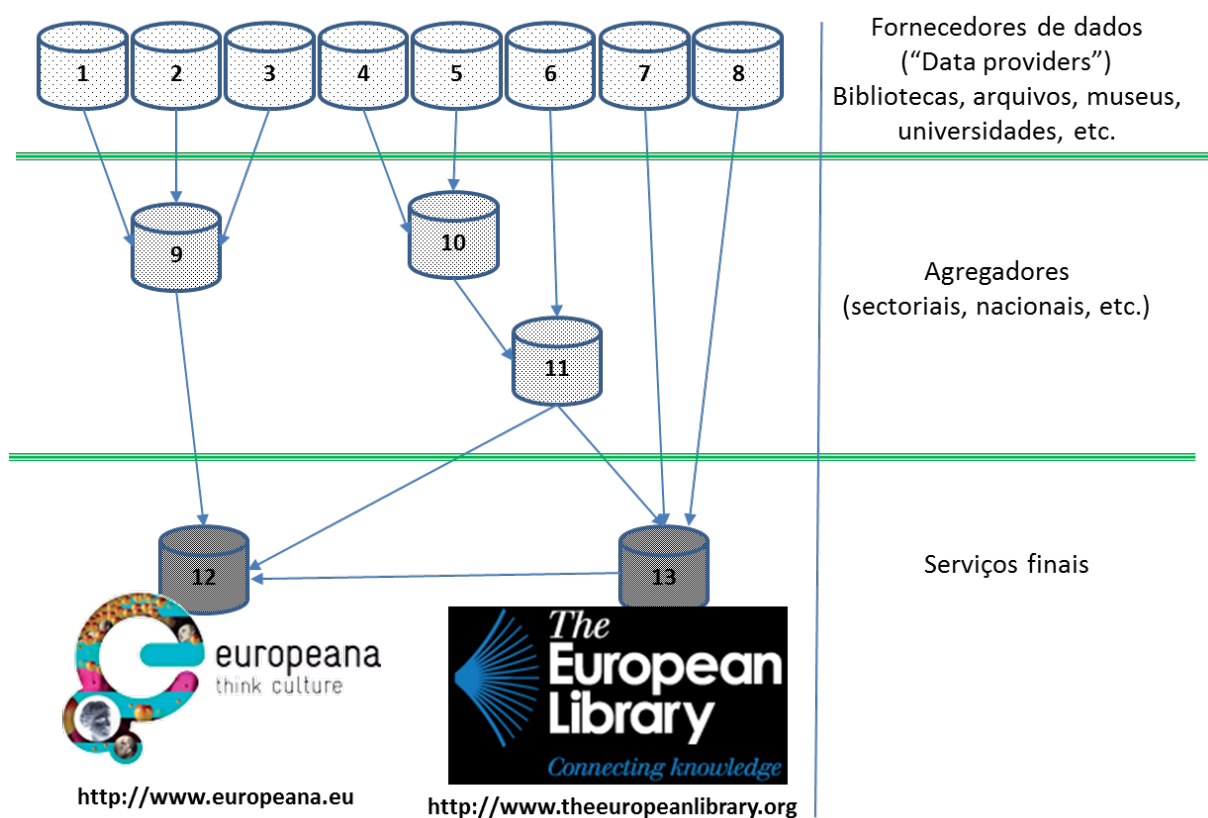 1 2 3 4 5 6 7 8
Fornecedores de dados
(“Data providers”)
Bibliotecas, arquivos, museus,
universidades, etc.
9
10
11
Agregadores
(sectoriais, nacionais, etc.)
12
13
Serviços finais
europeana
think culture
http://www.europeana.eu
The
European
Library
Connecting knowledge
http://www.theeuropeanlibrary.org